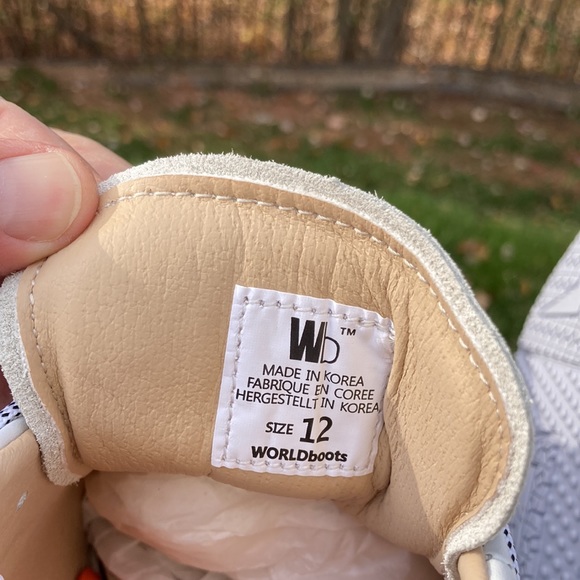 Wb™
MADE IN KOREA
FABRIQUE EN COREE
HERGESTELLT IN KOREA
SIZE 12
WORLDboots